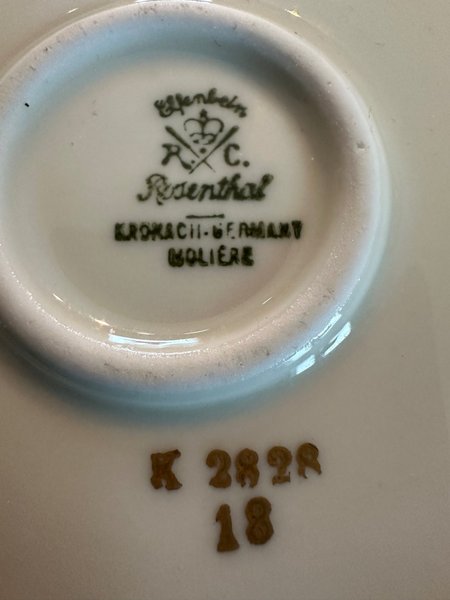 Elfenbein
R. C.
Rosenthal
KRONACH-GERMANY
MOLIÈRE
K 2828
18